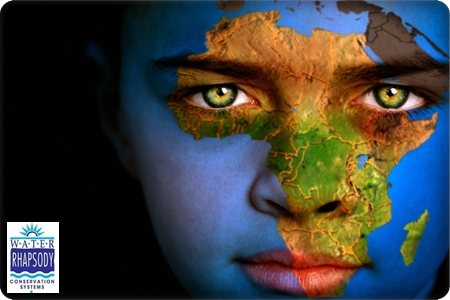 WATER
RHAPSODY
CONSERVATION
SYSTEMS